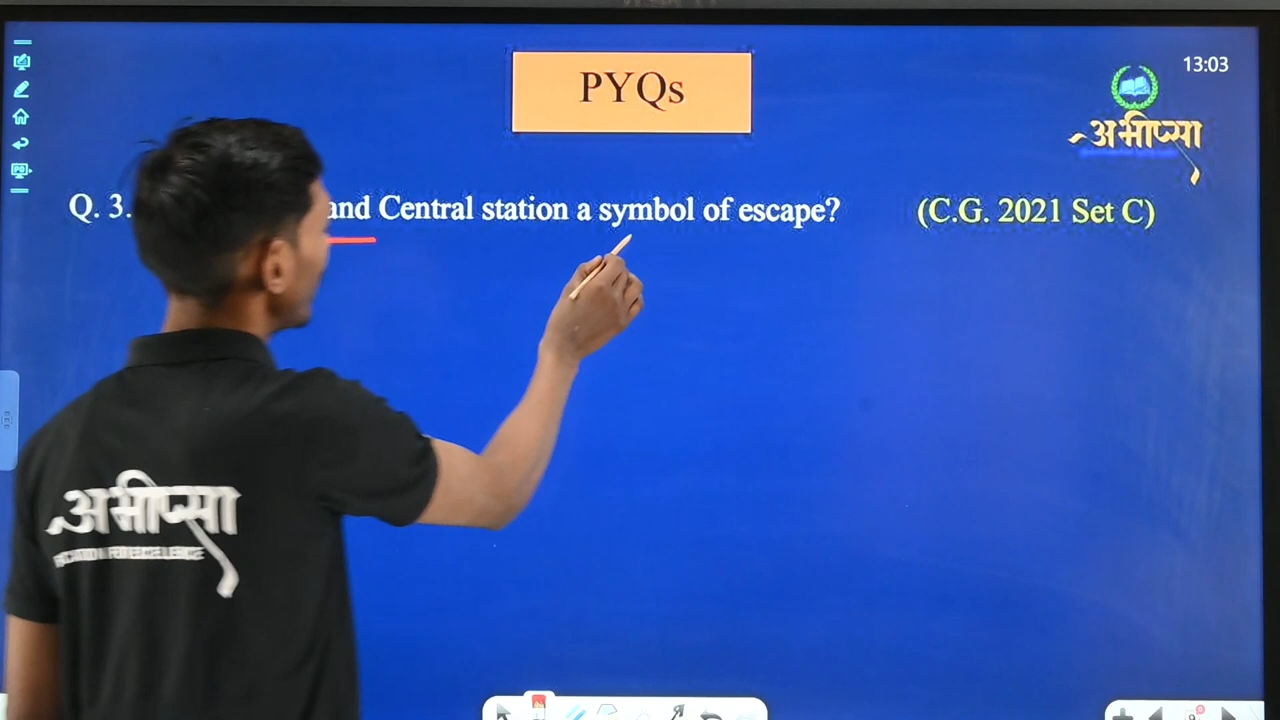 PYQs
13:03
अभीप्सा
Q. 3. and Central station a symbol of escape? (C.G. 2021 Set C)
अभीप्सा